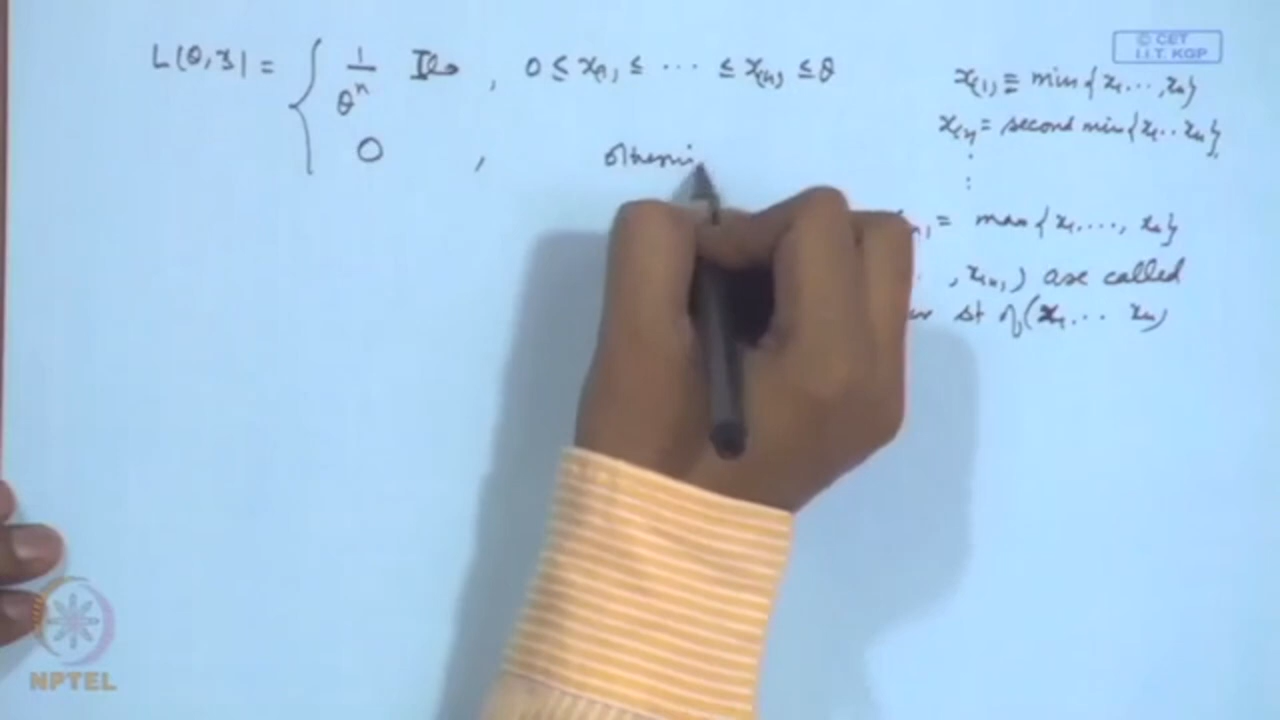 L(θ, x) = { 1/θⁿ , 0 ≤ x(1) ≤ ··· ≤ x(n) ≤ θ
0 , otherwi
© CET
I.I.T. KGP
x(1) ≡ min{x₁ ···, xₙ}
x(2) = second min{x₁ ·· xₙ},
:
= max{x₁, ···, xₙ}
, x(n)) are called
st of (x₁ ··· xₙ)
NPTEL